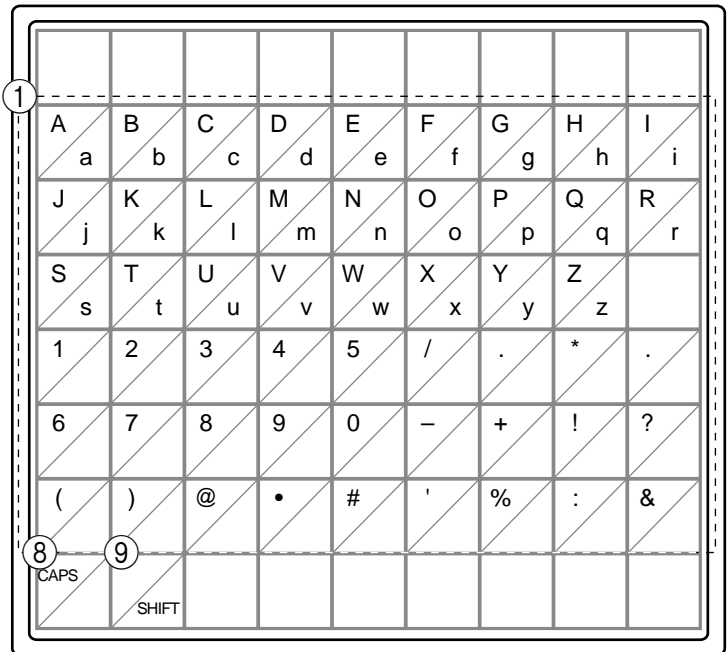 1
A a B b C c D d E e F f G g H h I i
J j K k L l M m N n O o P p Q q R r
S s T t U u V v W w X x Y y Z z
1 2 3 4 5 / . * .
6 7 8 9 0 – + ! ?
( ) @ • # ' % : &
8 9
CAPS SHIFT